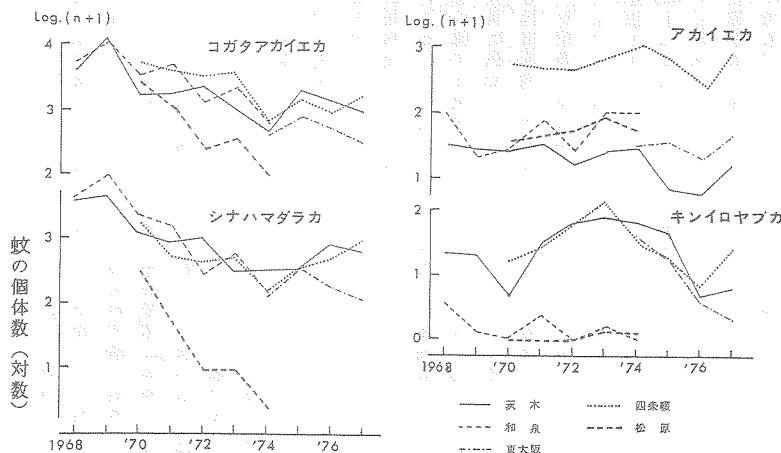 Log.(n+1)
コガタアカイエカ
4
3
2
シナハマダラカ
3
2
1
蚊の個体数(対数)
1968 '70 '72 '74 '76
Log.(n+1)
アカイエカ
3
2
1
キンイロヤブカ
2
1
0
1968 '70 '72 '74 '76
茨木 四条畷
和泉 松原
東大阪